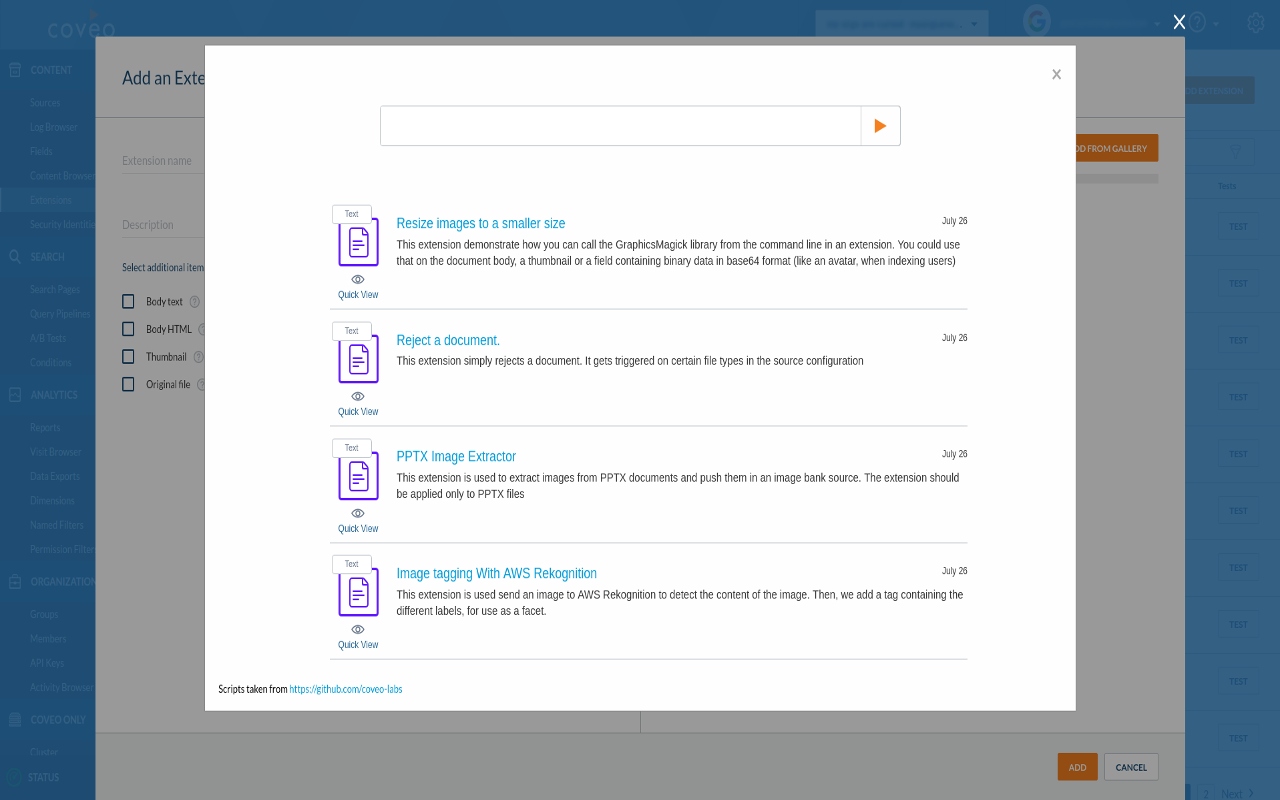 coveo
X
CONTENT
Sources
Log Browser
Fields
Content Browser
Extensions
Security Identitie
SEARCH
Search Pages
Query Pipelines
A/B Tests
Conditions
ANALYTICS
Reports
Visit Browser
Data Exports
Dimensions
Named Filters
Permission Filters
ORGANIZATION
Groups
Members
API Keys
Activity Browser
COVEO ONLY
Cluster
STATUS
Add an Exte
Extension name
Description
Select additional item
Body text
Body HTML
Thumbnail
Original file
X
Text
Resize images to a smaller size
July 26
This extension demonstrate how you can call the GraphicsMagick library from the command line in an extension. You could use
that on the document body, a thumbnail or a field containing binary data in base64 format (like an avatar, when indexing users)
Quick View
Text
Reject a document.
July 26
This extension simply rejects a document. It gets triggered on certain file types in the source configuration
Quick View
Text
PPTX Image Extractor
July 26
This extension is used to extract images from PPTX documents and push them in an image bank source. The extension should
be applied only to PPTX files
Quick View
Text
Image tagging With AWS Rekognition
July 26
This extension is used send an image to AWS Rekognition to detect the content of the image. Then, we add a tag containing the
different labels, for use as a facet.
Quick View
Scripts taken from https://github.com/coveo-labs
DD FROM GALLERY
ADD
CANCEL
DD EXTENSION
Tests
TEST
TEST
TEST
TEST
TEST
TEST
TEST
TEST
TEST
TEST
2 Next